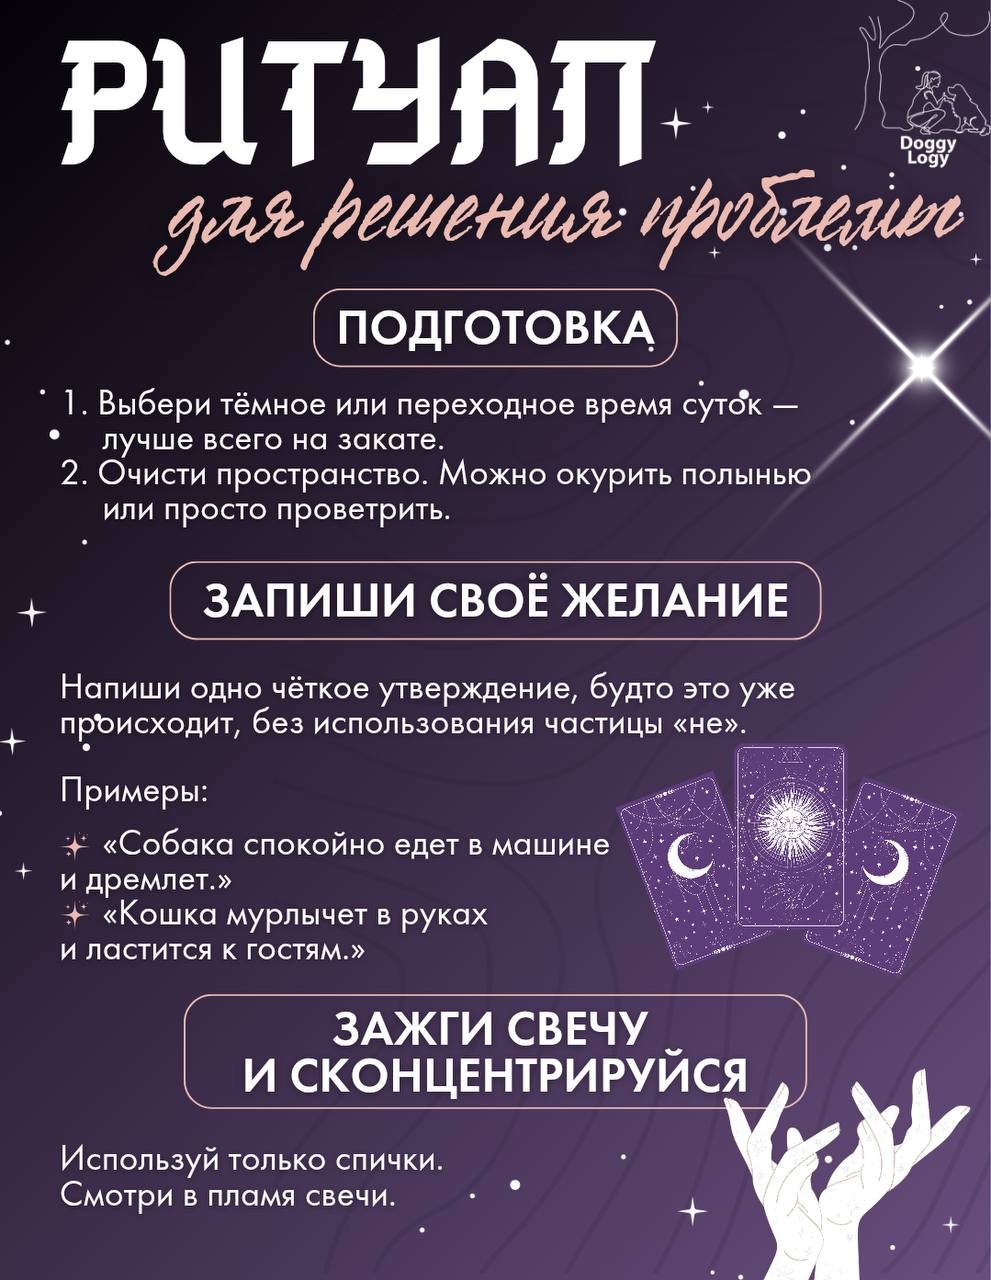 РИТУАЛ
для решения проблемы
Doggy
Logy
ПОДГОТОВКА
1. Выбери тёмное или переходное время суток —
лучше всего на закате.
2. Очисти пространство. Можно окурить полынью
или просто проветрить.
ЗАПИШИ СВОЁ ЖЕЛАНИЕ
Напиши одно чёткое утверждение, будто это уже
происходит, без использования частицы «не».
Примеры:
«Собака спокойно едет в машине
и дремлет.»
«Кошка мурлычет в руках
и ластится к гостям.»
XIX
ЗАЖГИ СВЕЧУ
И СКОНЦЕНТРИРУЙСЯ
Используй только спички.
Смотри в пламя свечи.